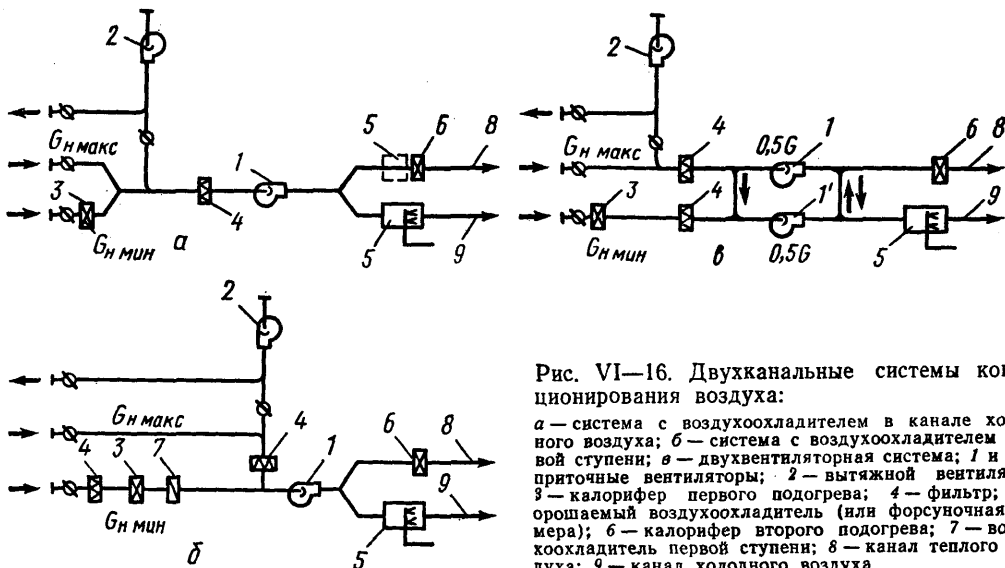 2
5
6
8
Gн макс
1
3
4
Gн мин
а
5
9
2
4
0,5G
1
6
8
3
4
1'
9
Gн мин
в
0,5G
5
2
Gн макс
4
3
7
4
1
6
8
Gн мин
5
9
б
Рис. VI—16. Двухканальные системы кон
ционирования воздуха:
а — система с воздухоохладителем в канале хо
ного воздуха; б — система с воздухоохладителем
вой ступени; в — двухвентиляторная система; 1 и
приточные вентиляторы; 2 — вытяжной вентиля
3 — калорифер первого подогрева; 4 — фильтр;
орошаемый воздухоохладитель (или форсуночная
мера); 6 — калорифер второго подогрева; 7 — во
хоохладитель первой ступени; 8 — канал теплого
духа; 9 — канал холодного воздуха